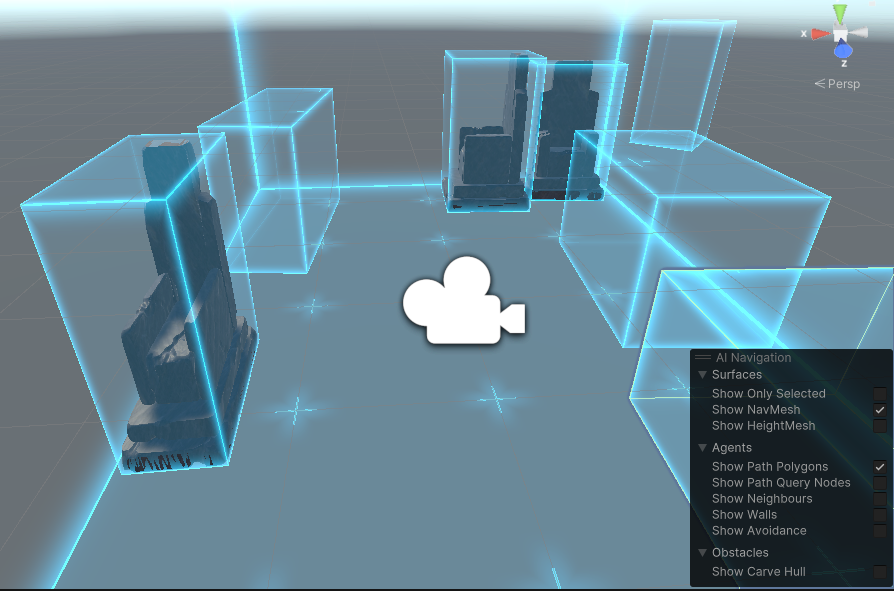 x
z
Persp
AI Navigation
Surfaces
Show Only Selected
Show NavMesh
Show HeightMesh
Agents
Show Path Polygons
Show Path Query Nodes
Show Neighbours
Show Walls
Show Avoidance
Obstacles
Show Carve Hull